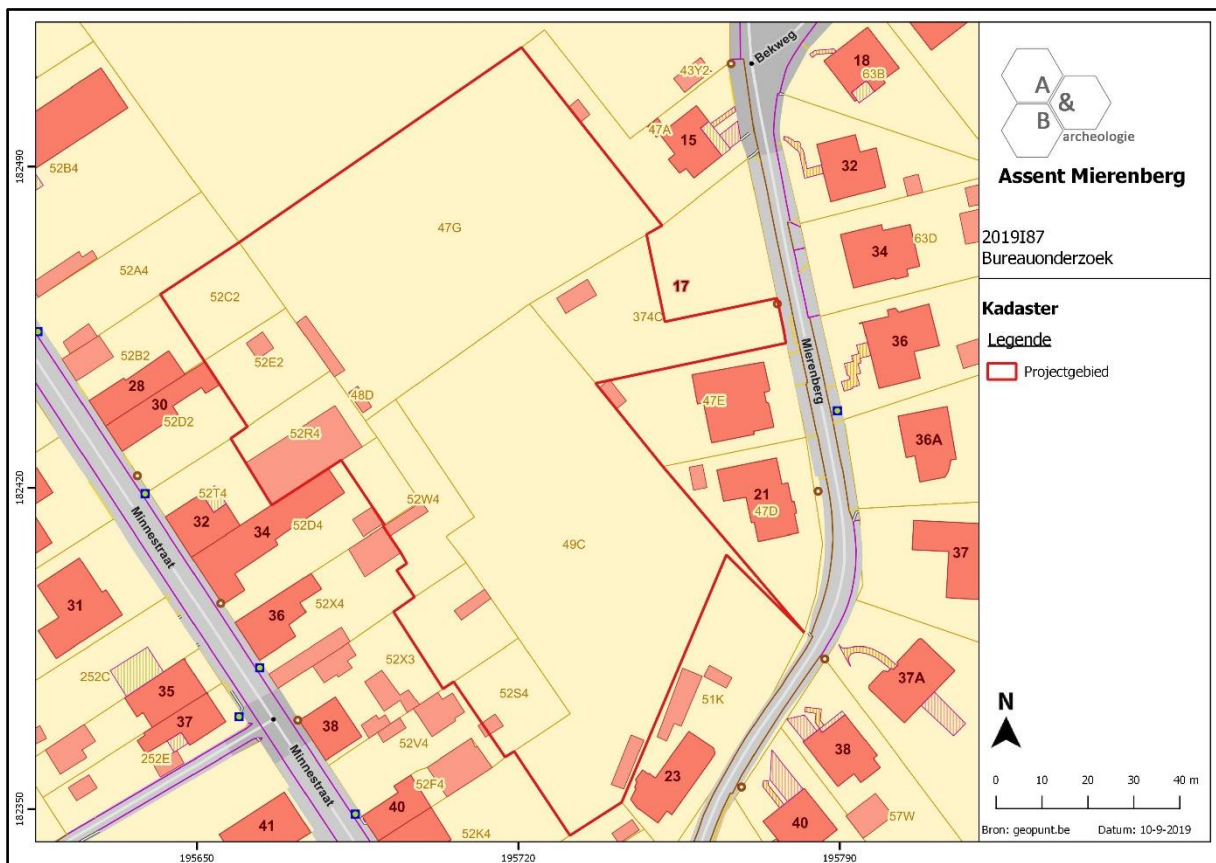 Bekweg
43Y2
18
63B
47A
15
32
52B4
182490
47G
34
63D
52A4
52C2
17
374C
Mierenberg
36
52E2
52B2
28
30
52D2
48D
47E
52R4
36A
182420
52T4
52W4
21
47D
32
34
52D4
Minnestraat
49C
37
31
36
52X4
252C
52X3
51K
37A
35
37
52S4
38
252E
52V4
38
Minnestraat
23
52F4
57W
182350
41
40
52K4
40
195650
195720
195790
A
&
B
archeologie
Assent Mierenberg
2019I87
Bureauonderzoek
Kadaster
Legende
Projectgebied
N
0 10 20 30 40 m
Bron: geopunt.be Datum: 10-9-2019